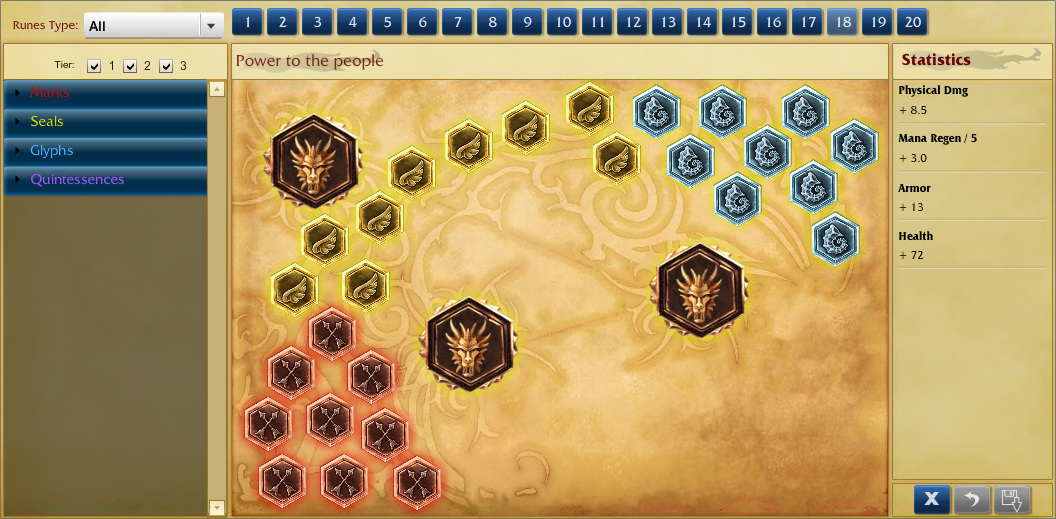 Runes Type: All
1 2 3 4 5 6 7 8 9 10 11 12 13 14 15 16 17 18 19 20
Tier: 1 2 3
Marks
Seals
Glyphs
Quintessences
Power to the people
Statistics
Physical Dmg
+ 8.5
Mana Regen / 5
+ 3.0
Armor
+ 13
Health
+ 72
X